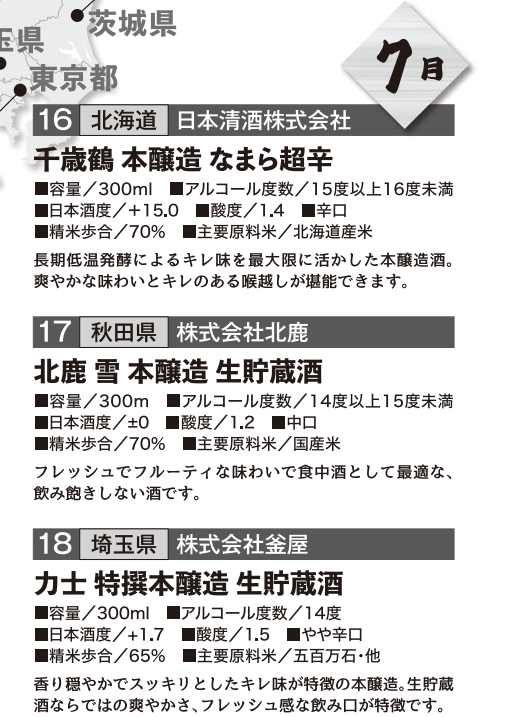 茨城県
玉県
東京都
7月
16 北海道 日本清酒株式会社
千歳鶴 本醸造 なまら超辛
■容量／300ml ■アルコール度数／15度以上16度未満
■日本酒度／＋15.0 ■酸度／1.4 ■辛口
■精米歩合／70% ■主要原料米／北海道産米
長期低温発酵によるキレ味を最大限に活かした本醸造酒。
爽やかな味わいとキレのある喉越しが堪能できます。
17 秋田県 株式会社北鹿
北鹿 雪 本醸造 生貯蔵酒
■容量／300m ■アルコール度数／14度以上15度未満
■日本酒度／±0 ■酸度／1.2 ■中口
■精米歩合／70% ■主要原料米／国産米
フレッシュでフルーティな味わいで食中酒として最適な、
飲み飽きしない酒です。
18 埼玉県 株式会社釜屋
力士 特撰本醸造 生貯蔵酒
■容量／300ml ■アルコール度数／14度
■日本酒度／+1.7 ■酸度／1.5 ■やや辛口
■精米歩合／65% ■主要原料米／五百万石・他
香り穏やかでスッキリとしたキレ味が特徴の本醸造。生貯蔵
酒ならではの爽やかさ、フレッシュ感な飲み口が特徴です。